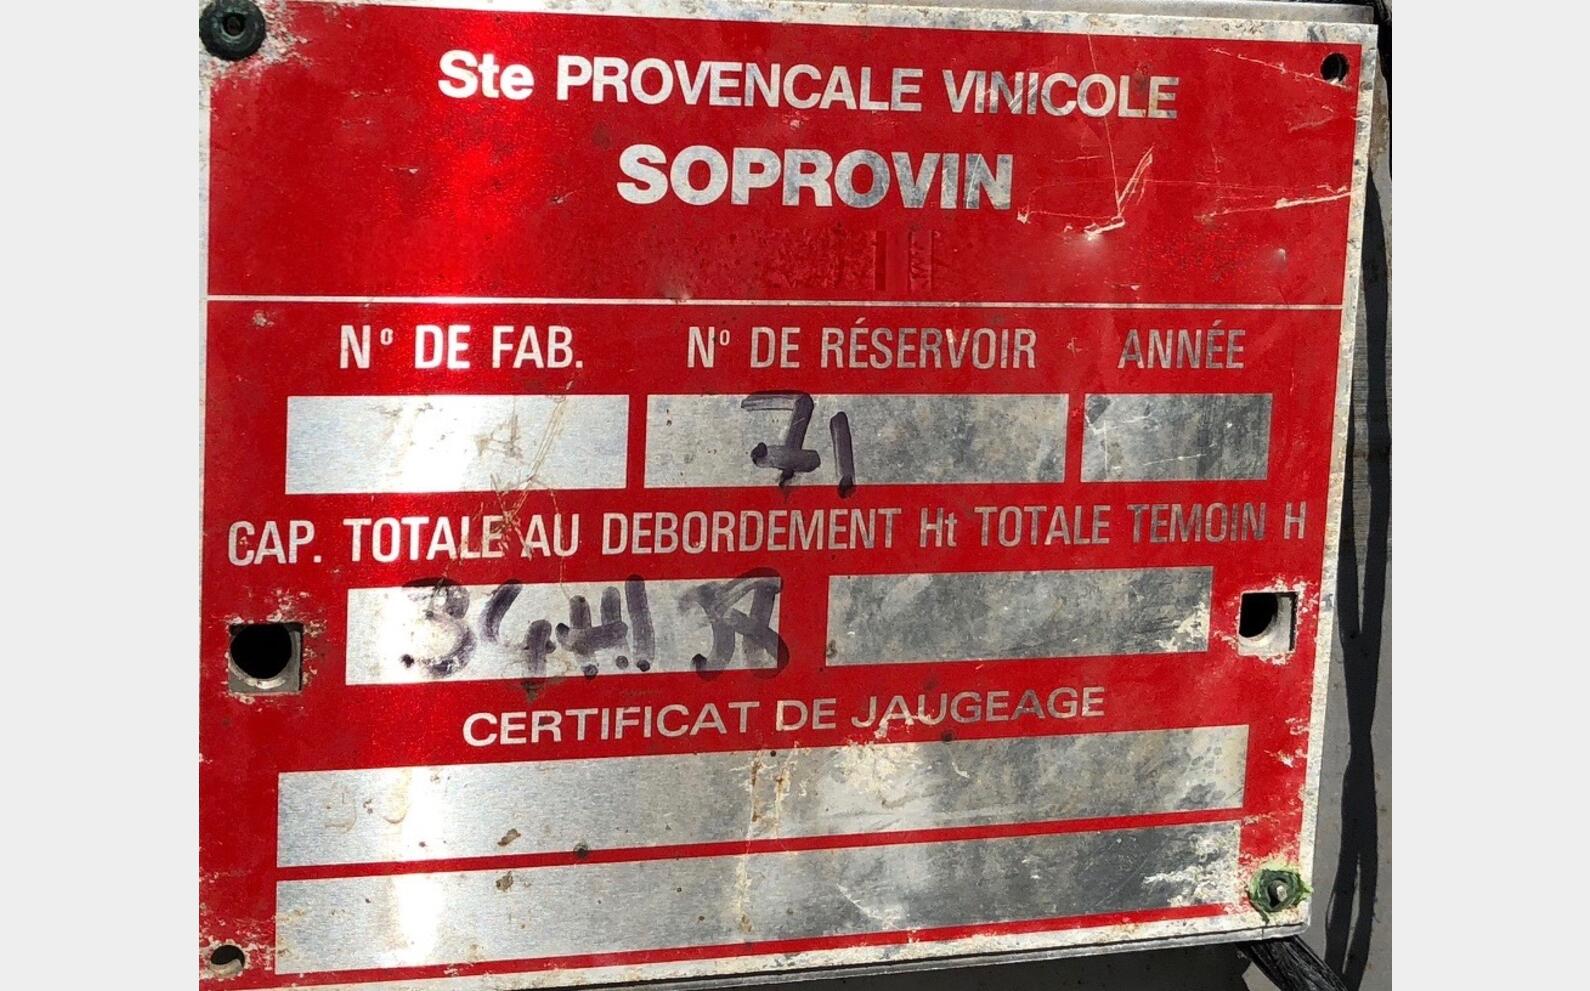 Ste PROVENCALE VINICOLE
SOPROVIN
N° DE FAB. N° DE RÉSERVOIR ANNÉE
71
CAP. TOTALE AU DEBORDEMENT Ht TOTALE TEMOIN H
CERTIFICAT DE JAUGEAGE